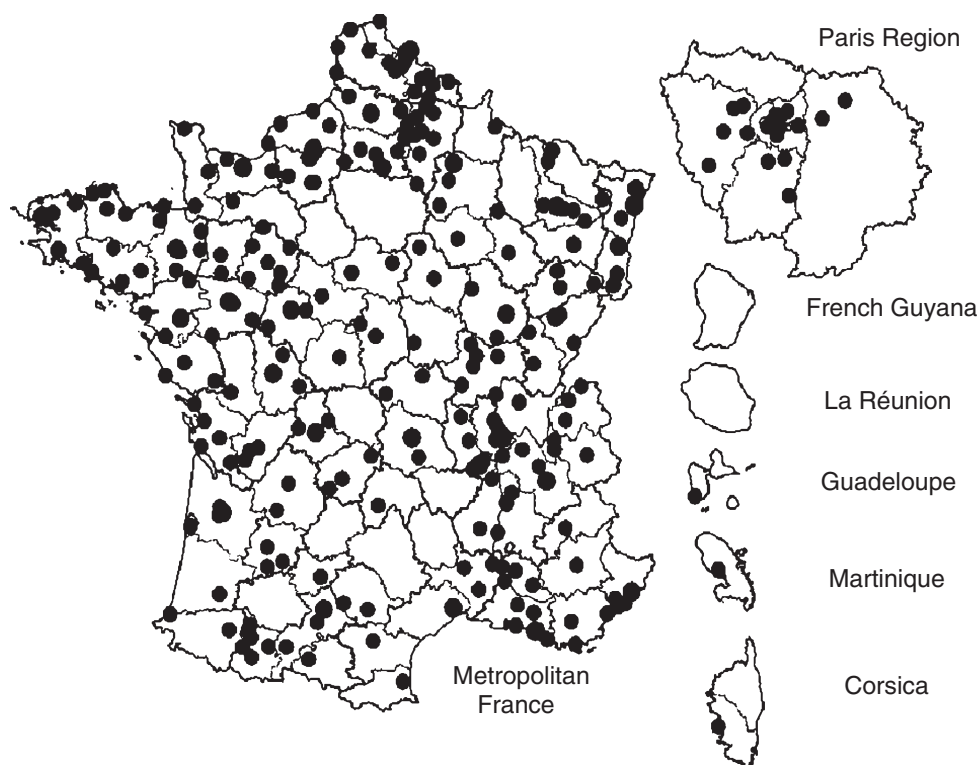 Paris Region
French Guyana
La Réunion
Guadeloupe
Martinique
Metropolitan
France
Corsica